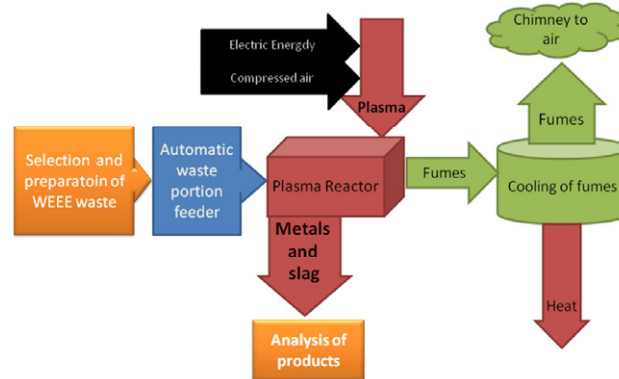 Electric Energdy
Compressed air
Plasma
Chimney to
air
Fumes
Selection and
preparatoin of
WEEE waste
Automatic
waste
portion
feeder
Plasma Reactor
Fumes
Cooling of fumes
Metals
and
slag
Heat
Analysis of
products